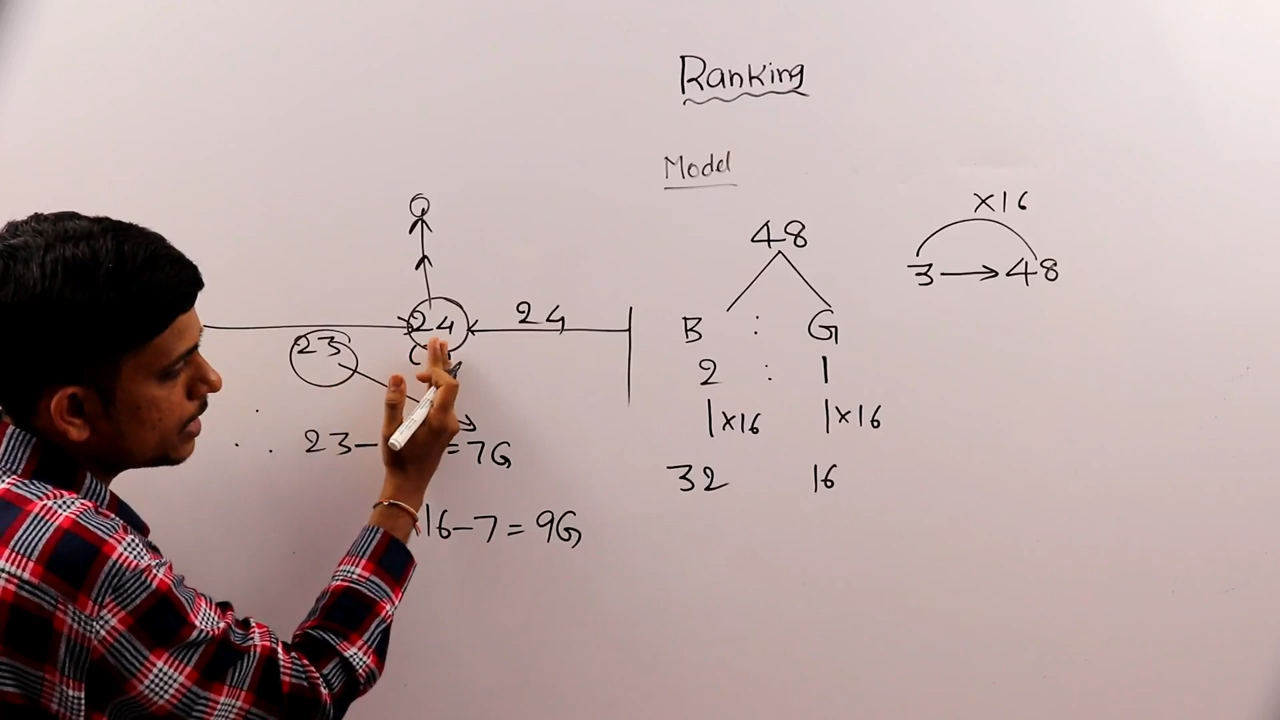 Ranking
Model
×16
3 → 48
48
B : G
2 : 1
|×16 |×16
32 16
24 24
23
23− =7G
16−7=9G